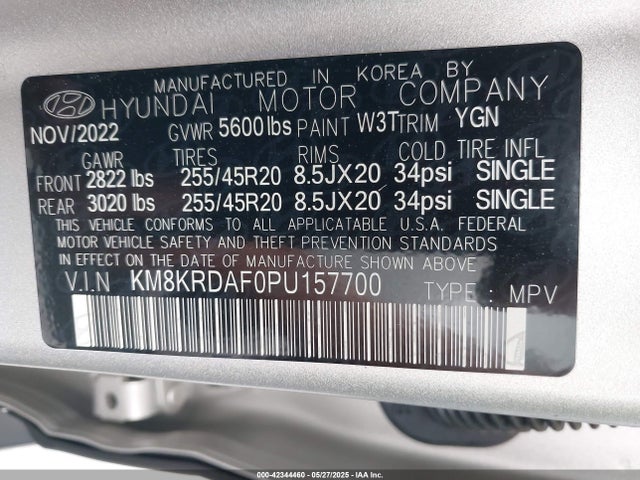 MANUFACTURED IN KOREA BY
HYUNDAI MOTOR COMPANY
NOV/2022 GVWR 5600lbs PAINT W3T TRIM YGN
GAWR TIRES RIMS COLD TIRE INFL
FRONT 2822 lbs 255/45R20 8.5JX20 34psi SINGLE
REAR 3020 lbs 255/45R20 8.5JX20 34psi SINGLE
THIS VEHICLE CONFORMS TO ALL APPLICATABLE U.S.A. FEDERAL
MOTOR VEHICLE SAFETY AND THEFT PREVENTION STANDARDS
IN EFFECT ON THE DATE OF MANUFACTURE SHOWN ABOVE
V.I.N KM8KRDAF0PU157700 TYPE : MPV
000-42344460 - 05/27/2025 - IAA Inc.